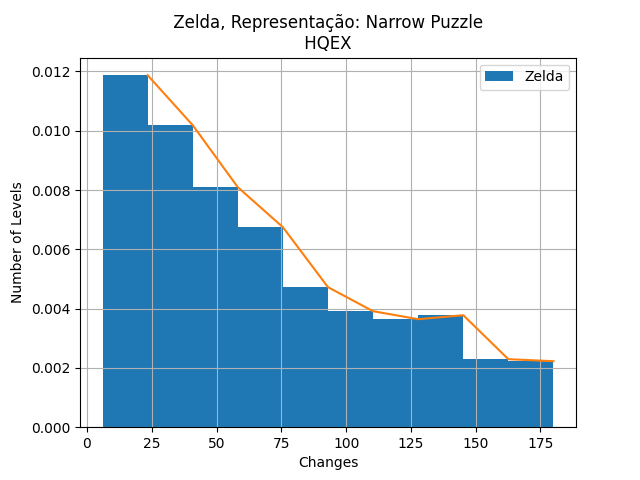 Zelda, Representação: Narrow Puzzle
HQEX
Zelda
Number of Levels
0.012
0.010
0.008
0.006
0.004
0.002
0.000
0 25 50 75 100 125 150 175
Changes